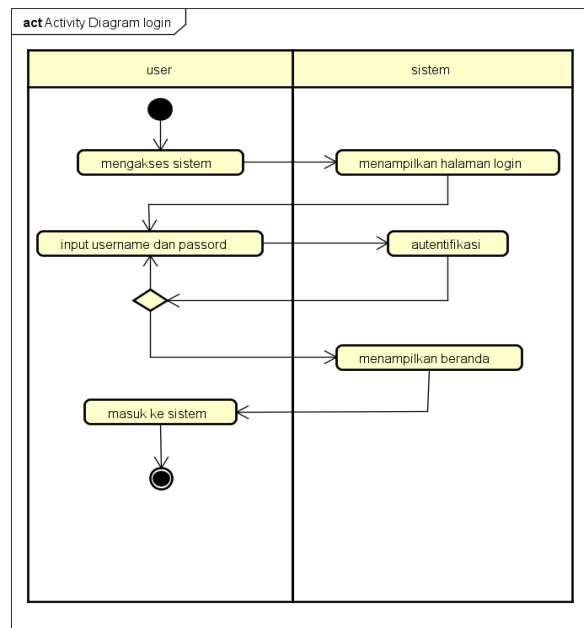 act Activity Diagram login
user
sistem
mengakses sistem
menampilkan halaman login
input username dan passord
autentifikasi
menampilkan beranda
masuk ke sistem